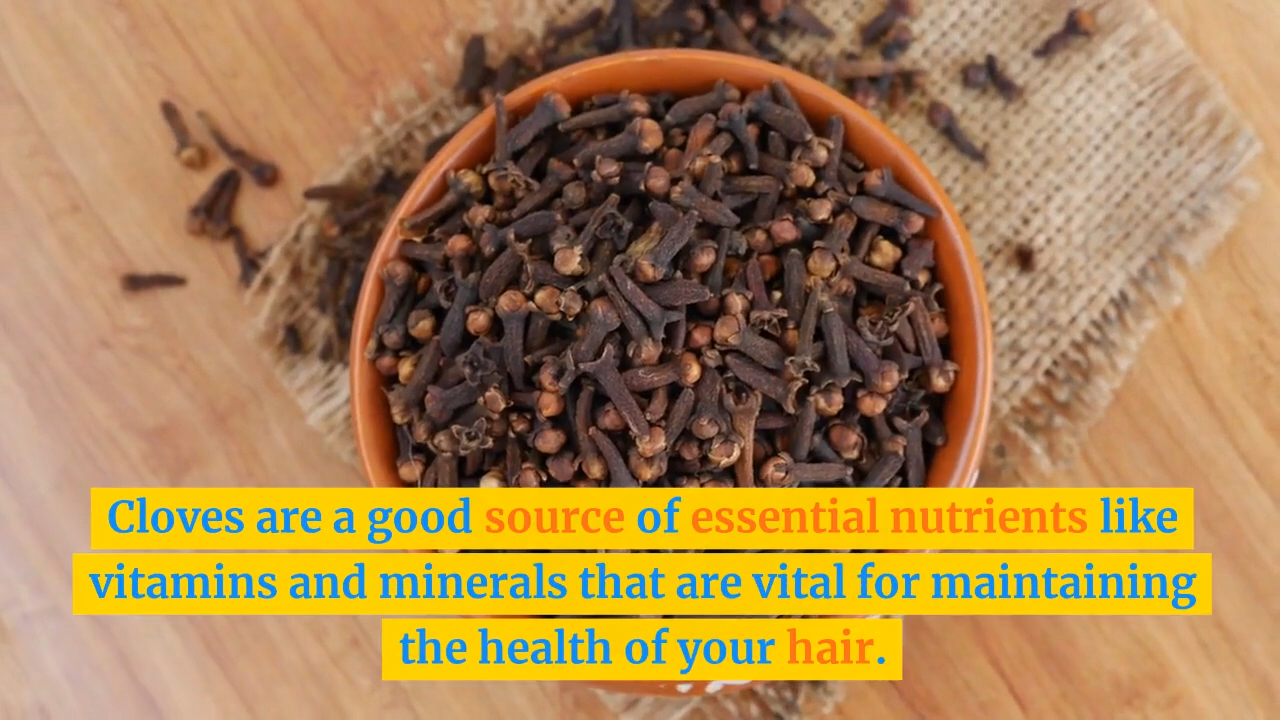 Cloves are a good source of essential nutrients like
vitamins and minerals that are vital for maintaining
the health of your hair.